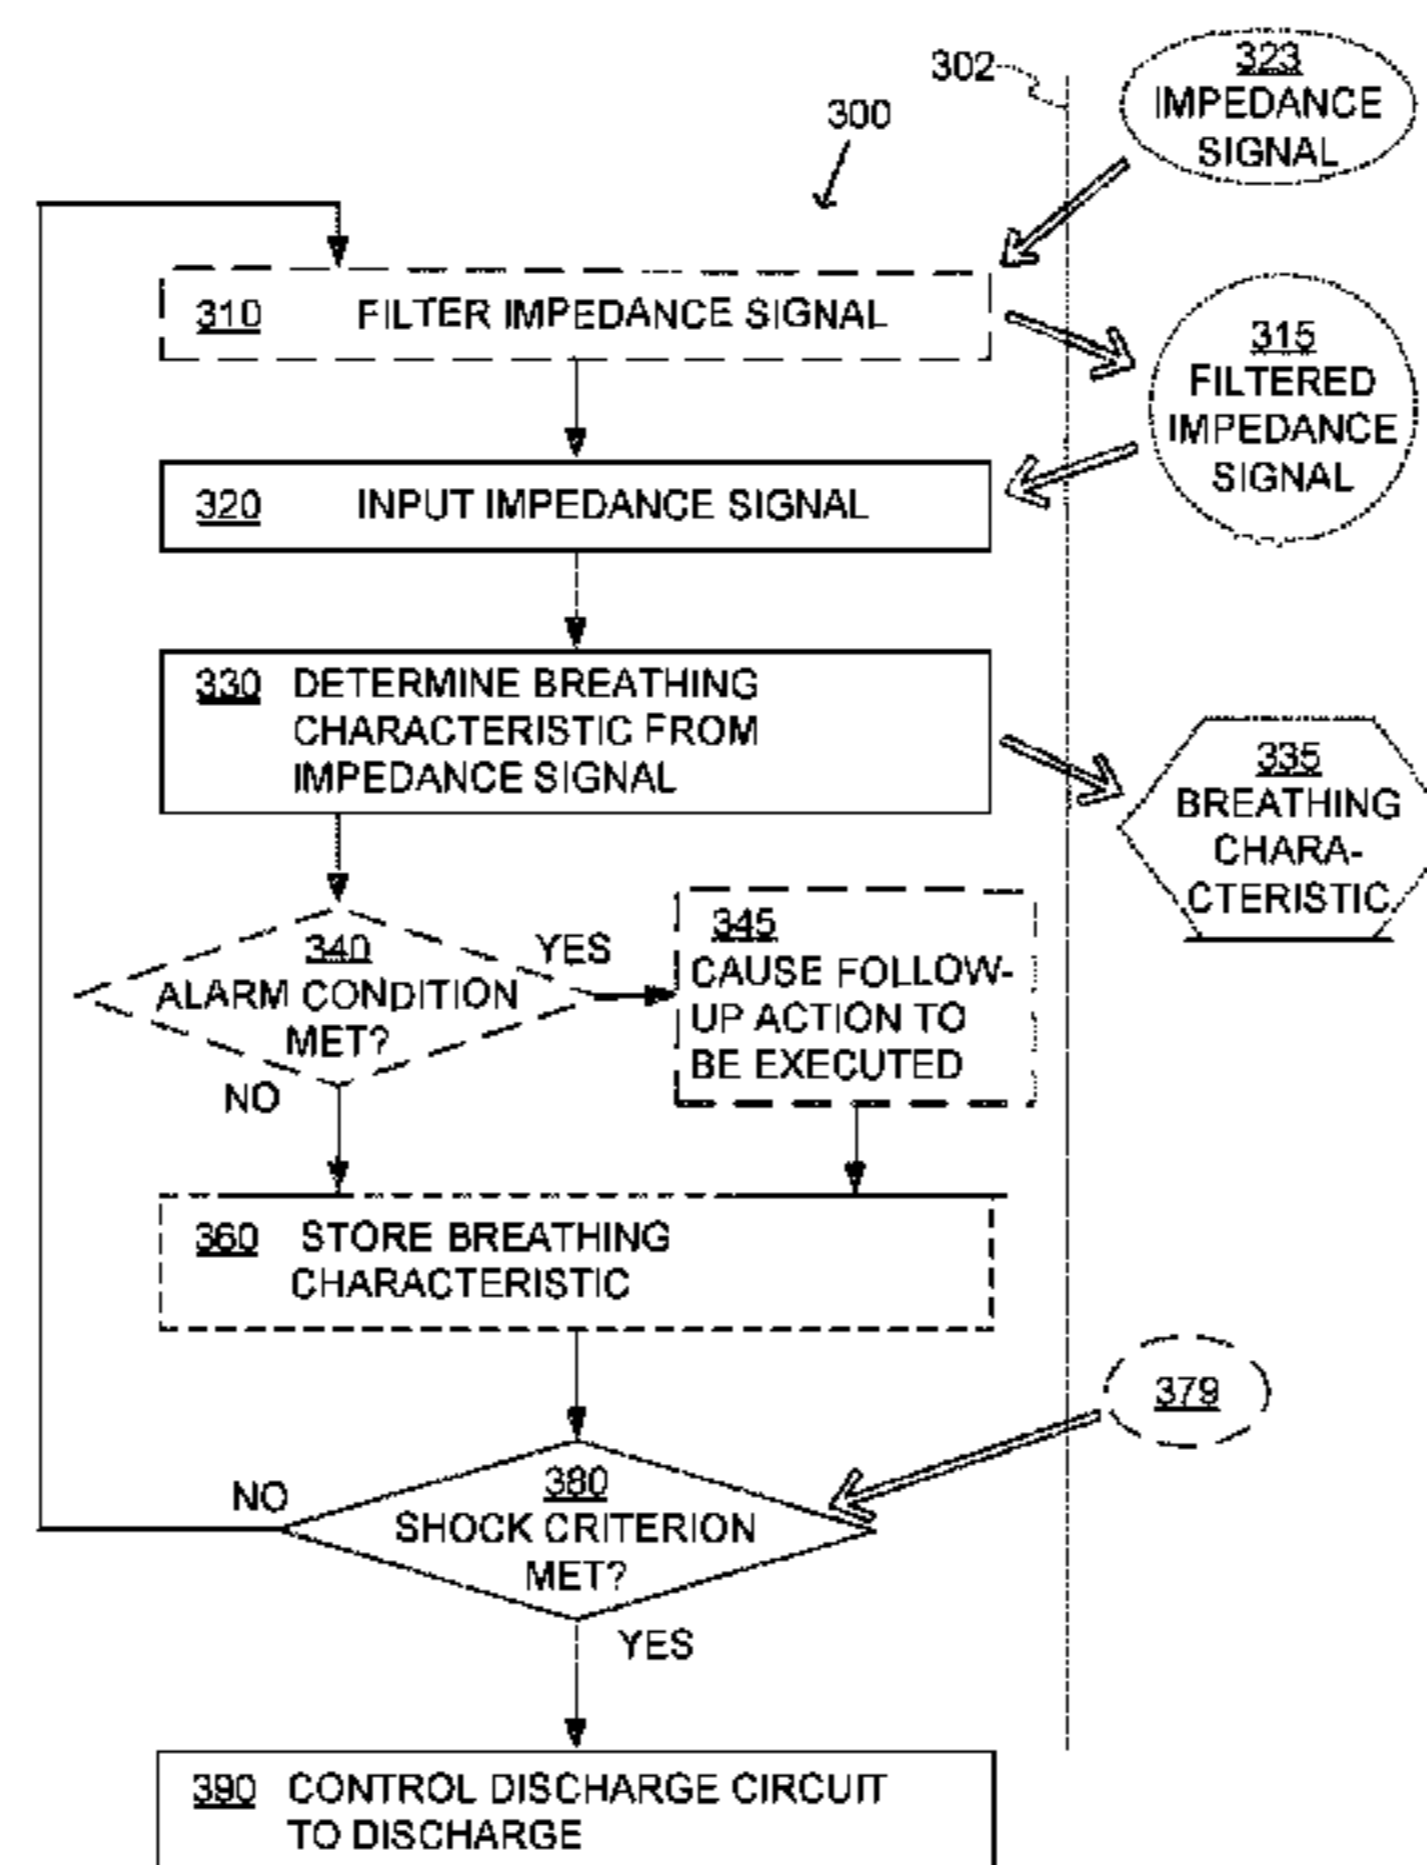 302
323
IMPEDANCE
SIGNAL
300
310 FILTER IMPEDANCE SIGNAL
315
FILTERED
IMPEDANCE
SIGNAL
320 INPUT IMPEDANCE SIGNAL
330 DETERMINE BREATHING
CHARACTERISTIC FROM
IMPEDANCE SIGNAL
335
BREATHING
CHARA-
CTERISTIC
340
ALARM CONDITION
MET?
YES
NO
345
CAUSE FOLLOW-
UP ACTION TO
BE EXECUTED
360 STORE BREATHING
CHARACTERISTIC
379
380
SHOCK CRITERION
MET?
NO
YES
390 CONTROL DISCHARGE CIRCUIT
TO DISCHARGE